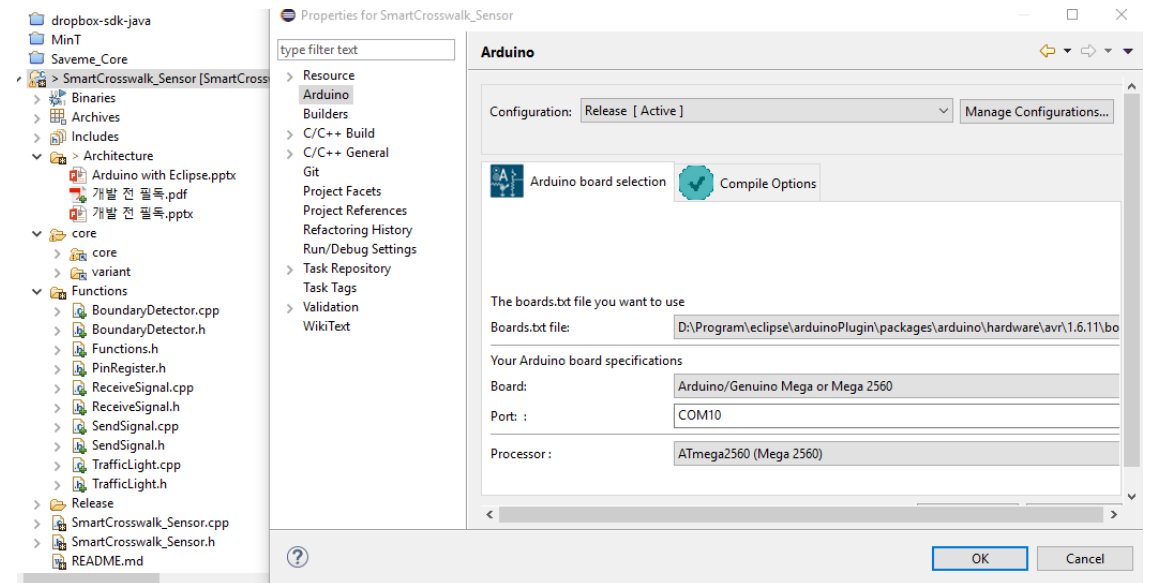 dropbox-sdk-java
MinT
Saveme_Core
> SmartCrosswalk_Sensor [SmartCross
Binaries
Archives
Includes
> Architecture
Arduino with Eclipse.pptx
개발 전 필독.pdf
개발 전 필독.pptx
core
core
variant
Functions
BoundaryDetector.cpp
BoundaryDetector.h
Functions.h
PinRegister.h
ReceiveSignal.cpp
ReceiveSignal.h
SendSignal.cpp
SendSignal.h
TrafficLight.cpp
TrafficLight.h
Release
SmartCrosswalk_Sensor.cpp
SmartCrosswalk_Sensor.h
README.md
Properties for SmartCrosswalk_Sensor
type filter text
Resource
Arduino
Builders
C/C++ Build
C/C++ General
Git
Project Facets
Project References
Refactoring History
Run/Debug Settings
Task Repository
Task Tags
Validation
WikiText
Arduino
Configuration: Release [ Active ] Manage Configurations...
Arduino board selection Compile Options
The boards.txt file you want to use
Boards.txt file: D:\Program\eclipse\arduinoPlugin\packages\arduino\hardware\avr\1.6.11\bo
Your Arduino board specifications
Board: Arduino/Genuino Mega or Mega 2560
Port: : COM10
Processor : ATmega2560 (Mega 2560)
OK Cancel